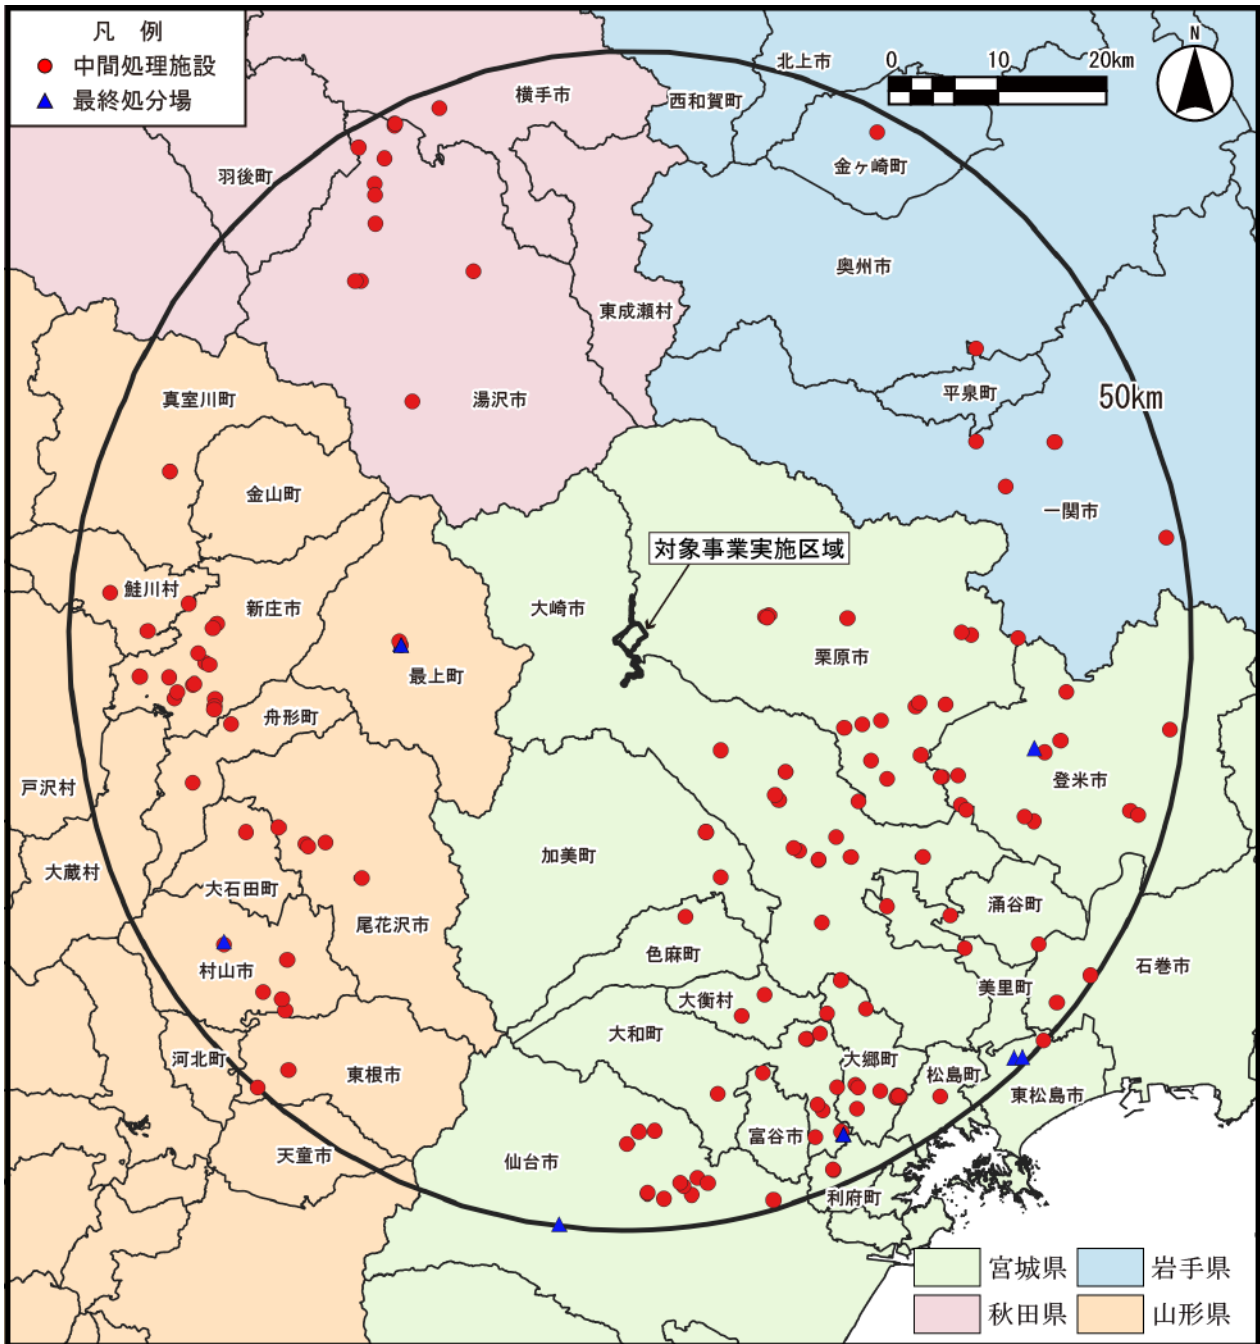 凡　例
中間処理施設
最終処分場
0　10　20km
N
北上市
横手市
西和賀町
金ヶ崎町
羽後町
奥州市
東成瀬村
平泉町
50km
真室川町
湯沢市
金山町
一関市
対象事業実施区域
鮭川村
新庄市
大崎市
栗原市
最上町
舟形町
戸沢村
登米市
加美町
大蔵村
大石田町
涌谷町
尾花沢市
色麻町
石巻市
村山市
大衡村
美里町
大和町
河北町
大郷町
松島町
東根市
東松島市
富谷市
天童市
仙台市
利府町
宮城県
岩手県
秋田県
山形県